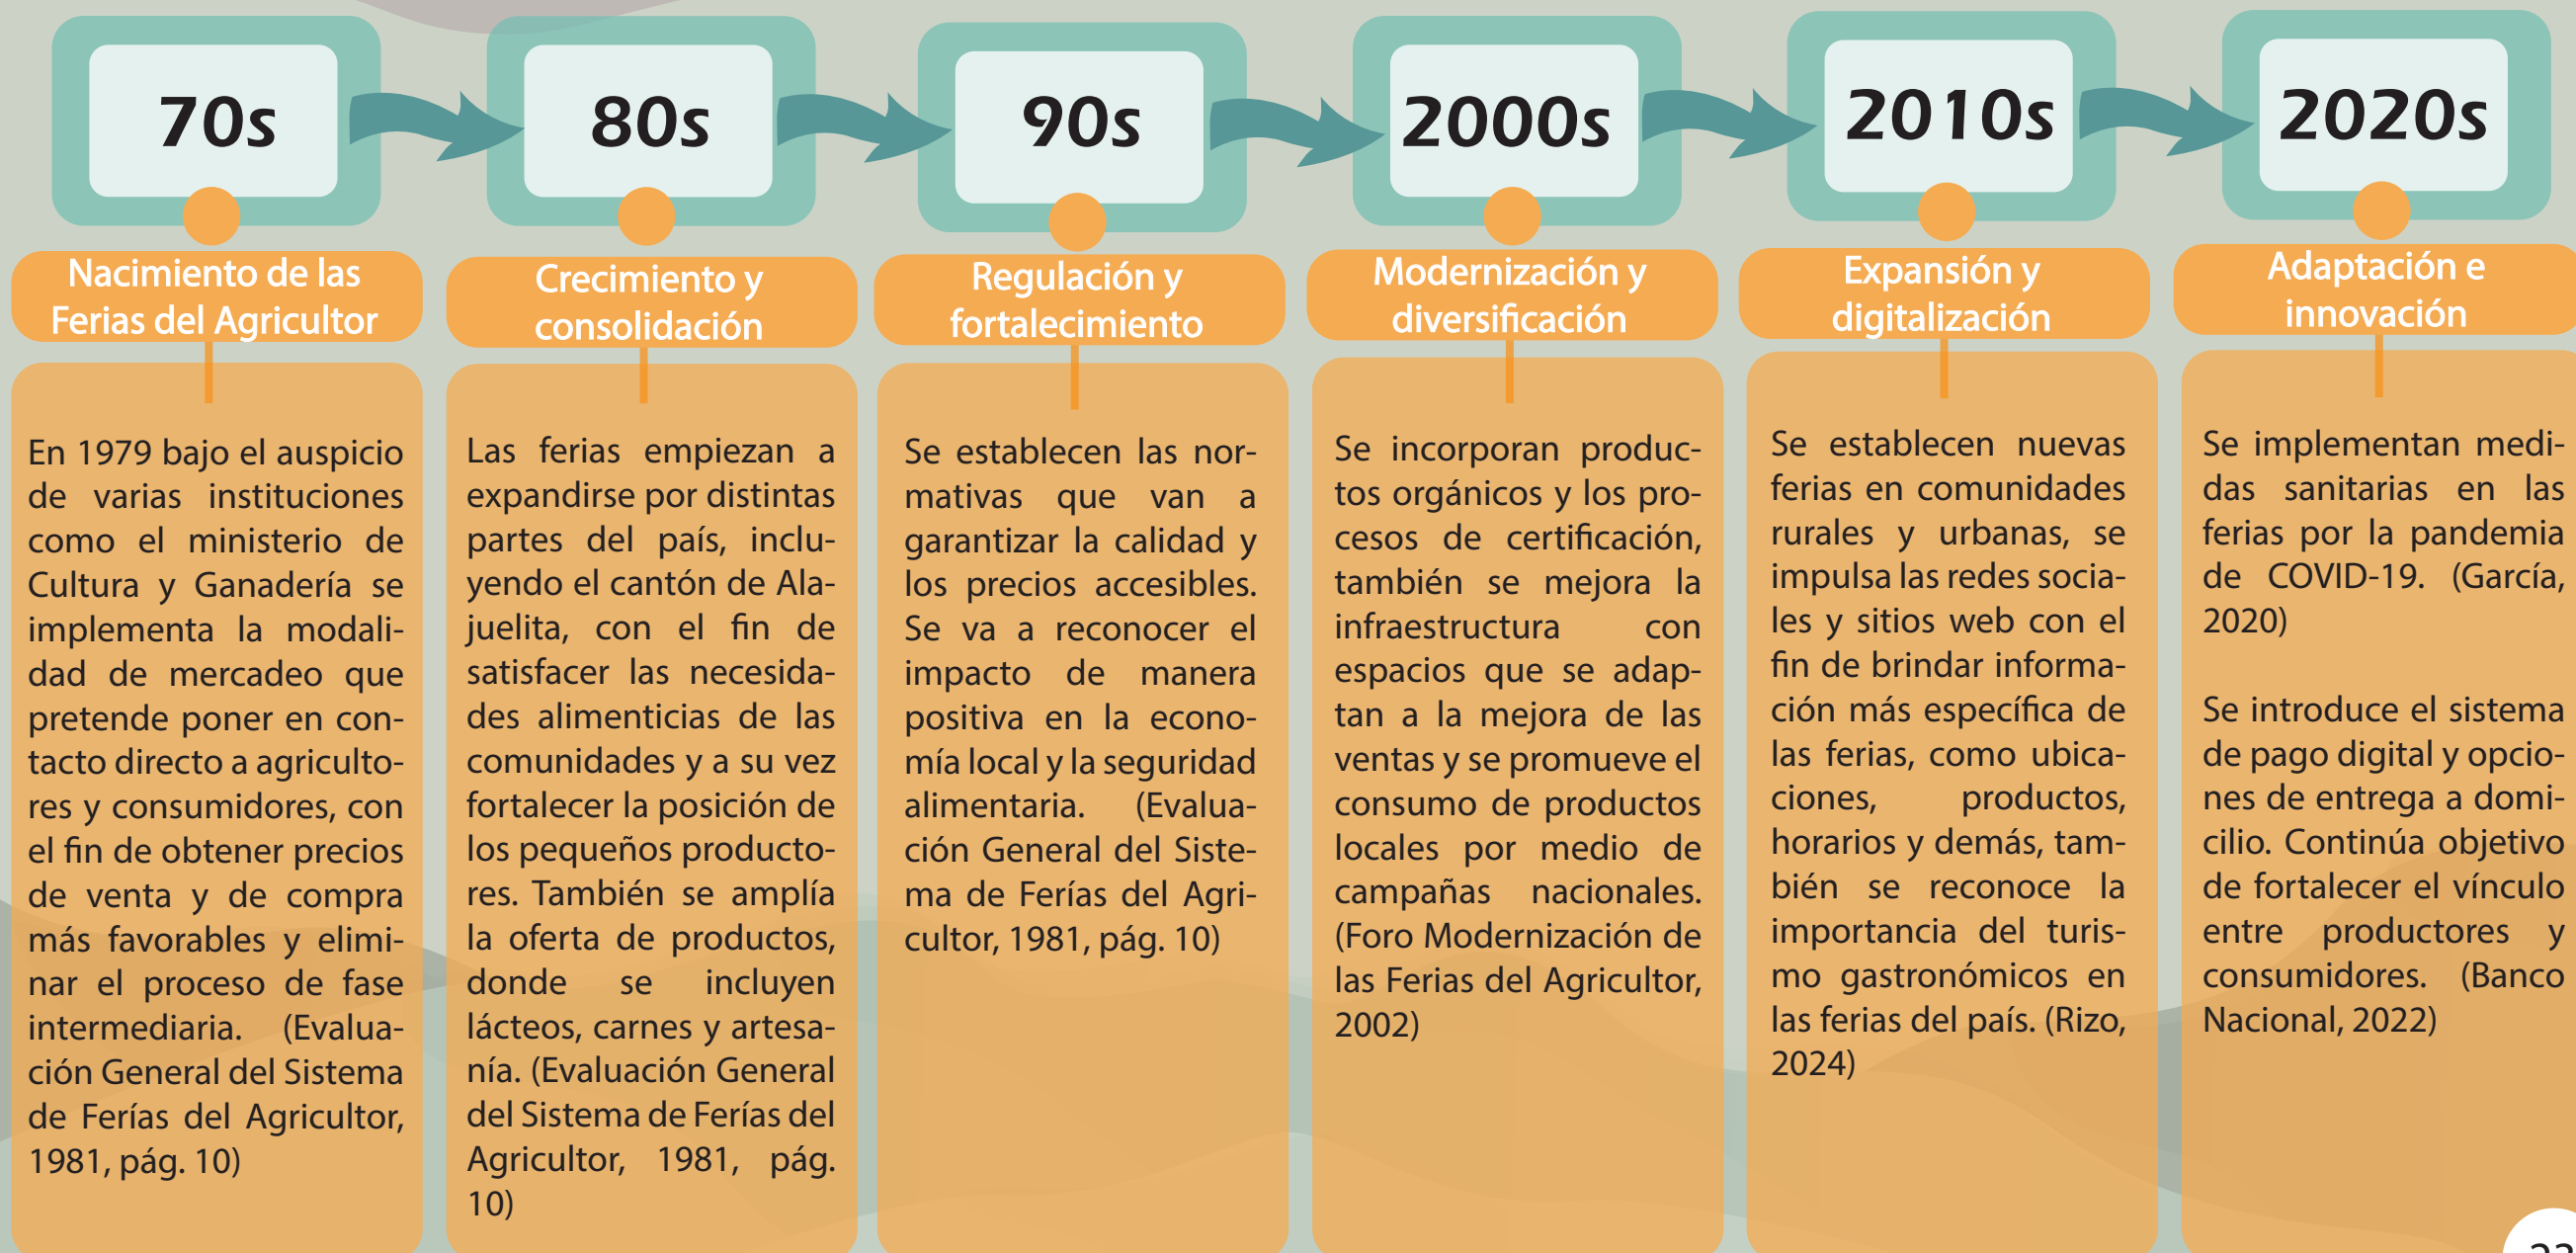 70s
80s
90s
2000s
2010s
2020s
Nacimiento de las
Ferias del Agricultor
En 1979 bajo el auspicio
de varias instituciones
como el ministerio de
Cultura y Ganadería se
implementa la modali-
dad de mercadeo que
pretende poner en con-
tacto directo a agriculto-
res y consumidores, con
el fin de obtener precios
de venta y de compra
más favorables y elimi-
nar el proceso de fase
intermediaria. (Evalua-
ción General del Sistema
de Ferías del Agricultor,
1981, pág. 10)
Crecimiento y
consolidación
Las ferias empiezan a
expandirse por distintas
partes del país, inclu-
yendo el cantón de Ala-
juelita, con el fin de
satisfacer las necesida-
des alimenticias de las
comunidades y a su vez
fortalecer la posición de
los pequeños producto-
res. También se amplía
la oferta de productos,
donde se incluyen
lácteos, carnes y artesa-
nía. (Evaluación General
del Sistema de Ferías del
Agricultor, 1981, pág.
10)
Regulación y
fortalecimiento
Se establecen las nor-
mativas que van a
garantizar la calidad y
los precios accesibles.
Se va a reconocer el
impacto de manera
positiva en la econo-
mía local y la seguridad
alimentaria. (Evalua-
ción General del Siste-
ma de Ferías del Agri-
cultor, 1981, pág. 10)
Modernización y
diversificación
Se incorporan produc-
tos orgánicos y los pro-
cesos de certificación,
también se mejora la
infraestructura con
espacios que se adap-
tan a la mejora de las
ventas y se promueve el
consumo de productos
locales por medio de
campañas nacionales.
(Foro Modernización de
las Ferias del Agricultor,
2002)
Expansión y
digitalización
Se establecen nuevas
ferias en comunidades
rurales y urbanas, se
impulsa las redes socia-
les y sitios web con el
fin de brindar informa-
ción más específica de
las ferias, como ubica-
ciones, productos,
horarios y demás, tam-
bién se reconoce la
importancia del turis-
mo gastronómicos en
las ferias del país. (Rizo,
2024)
Adaptación e
innovación
Se implementan medi-
das sanitarias en las
ferias por la pandemia
de COVID-19. (García,
2020)
Se introduce el sistema
de pago digital y opcio-
nes de entrega a domi-
cilio. Continúa objetivo
de fortalecer el vínculo
entre productores y
consumidores. (Banco
Nacional, 2022)